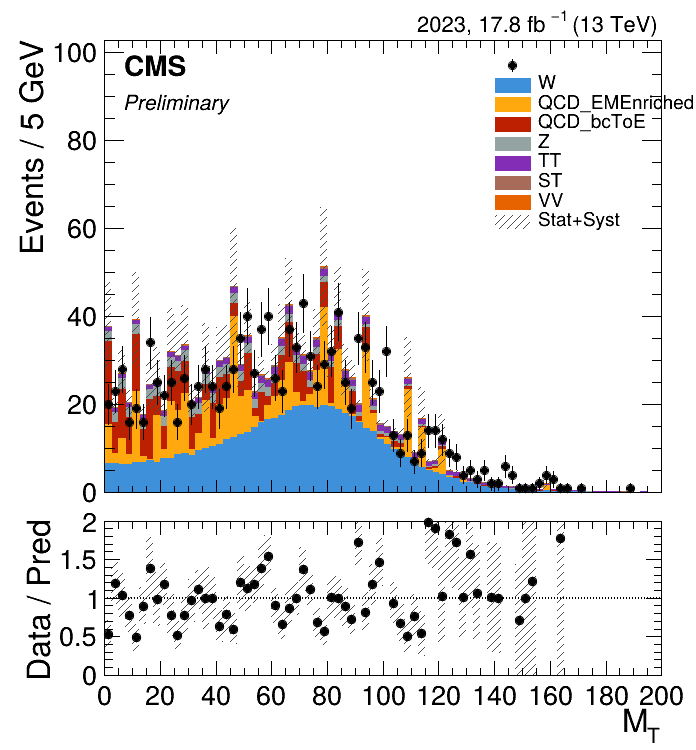 2023, 17.8 fb⁻¹ (13 TeV)
Events / 5 GeV
100
80
60
40
20
0
CMS
Preliminary
W
QCD_EMEnriched
QCD_bcToE
Z
TT
ST
VV
Stat+Syst
Data / Pred
2
1.5
1
0.5
0
0 20 40 60 80 100 120 140 160 180 200
M_T